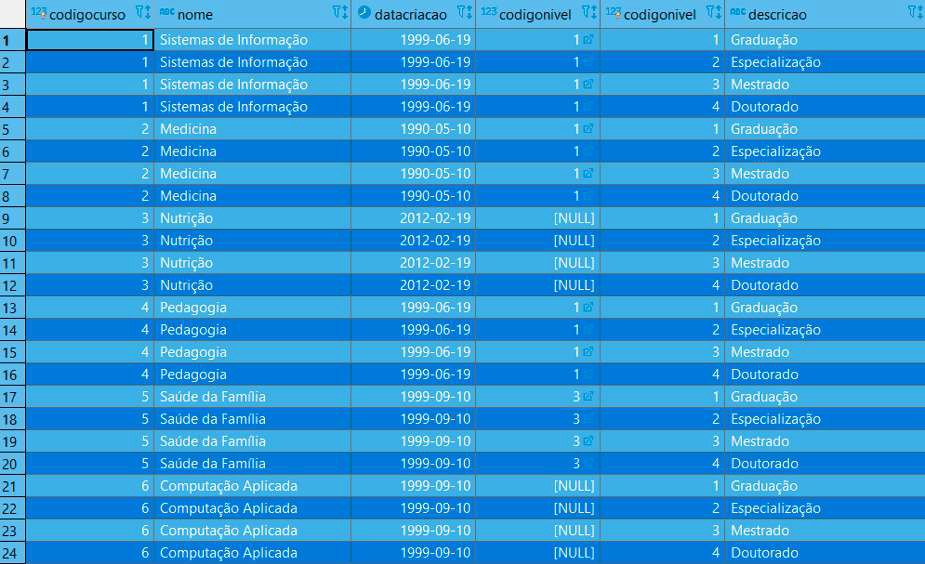 123 codigocurso ABC nome datacriacao 123 codigonivel 123 codigonivel ABC descricao
1 1 Sistemas de Informação 1999-06-19 1 1 Graduação
2 1 Sistemas de Informação 1999-06-19 1 2 Especialização
3 1 Sistemas de Informação 1999-06-19 1 3 Mestrado
4 1 Sistemas de Informação 1999-06-19 1 4 Doutorado
5 2 Medicina 1990-05-10 1 1 Graduação
6 2 Medicina 1990-05-10 1 2 Especialização
7 2 Medicina 1990-05-10 1 3 Mestrado
8 2 Medicina 1990-05-10 1 4 Doutorado
9 3 Nutrição 2012-02-19 [NULL] 1 Graduação
10 3 Nutrição 2012-02-19 [NULL] 2 Especialização
11 3 Nutrição 2012-02-19 [NULL] 3 Mestrado
12 3 Nutrição 2012-02-19 [NULL] 4 Doutorado
13 4 Pedagogia 1999-06-19 1 1 Graduação
14 4 Pedagogia 1999-06-19 1 2 Especialização
15 4 Pedagogia 1999-06-19 1 3 Mestrado
16 4 Pedagogia 1999-06-19 1 4 Doutorado
17 5 Saúde da Família 1999-09-10 3 1 Graduação
18 5 Saúde da Família 1999-09-10 3 2 Especialização
19 5 Saúde da Família 1999-09-10 3 3 Mestrado
20 5 Saúde da Família 1999-09-10 3 4 Doutorado
21 6 Computação Aplicada 1999-09-10 [NULL] 1 Graduação
22 6 Computação Aplicada 1999-09-10 [NULL] 2 Especialização
23 6 Computação Aplicada 1999-09-10 [NULL] 3 Mestrado
24 6 Computação Aplicada 1999-09-10 [NULL] 4 Doutorado